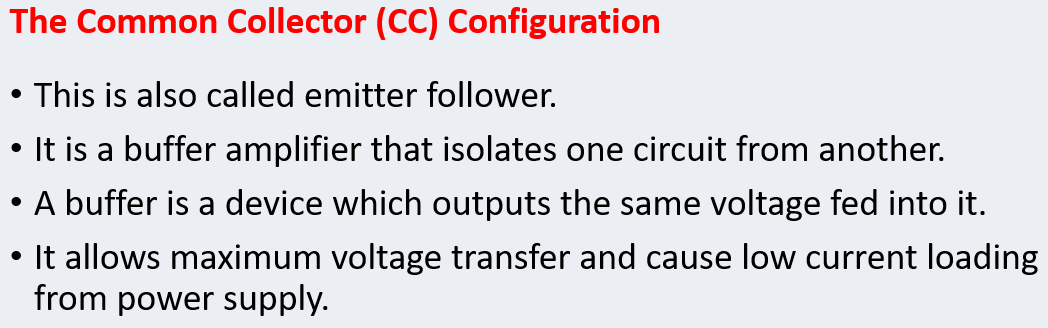 The Common Collector (CC) Configuration
• This is also called emitter follower.
• It is a buffer amplifier that isolates one circuit from another.
• A buffer is a device which outputs the same voltage fed into it.
• It allows maximum voltage transfer and cause low current loading
from power supply.